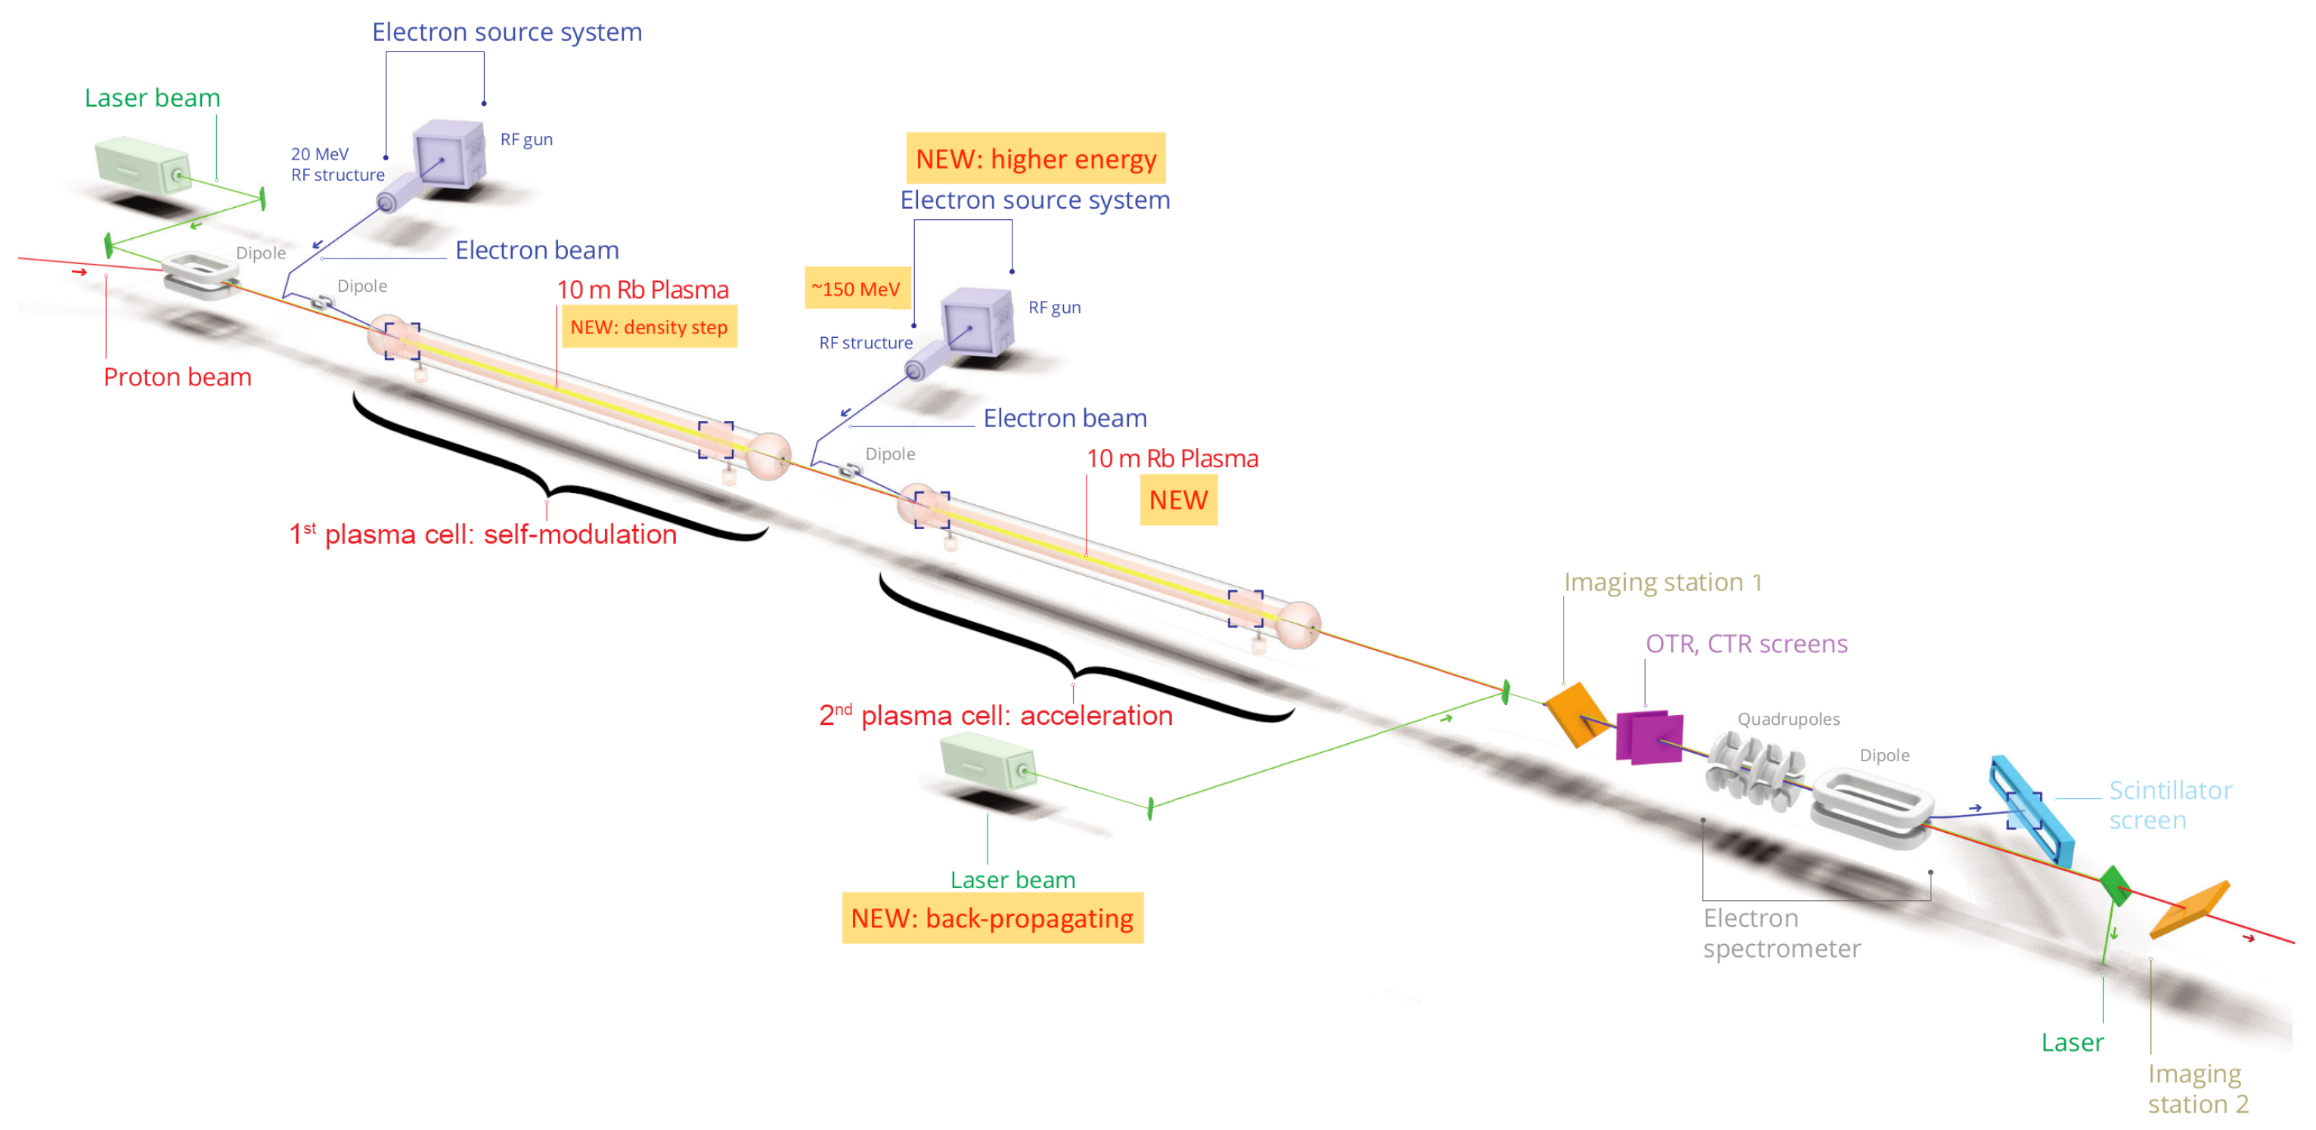 Electron source system
Laser beam
RF gun
20 MeV
RF structure
Dipole
Electron beam
Dipole
10 m Rb Plasma
NEW: density step
Proton beam
1st plasma cell: self-modulation
NEW: higher energy
Electron source system
~150 MeV
RF gun
RF structure
Electron beam
Dipole
10 m Rb Plasma
NEW
2nd plasma cell: acceleration
Laser beam
NEW: back-propagating
Imaging station 1
OTR, CTR screens
Quadrupoles
Dipole
Scintillator
screen
Electron
spectrometer
Laser
Imaging
station 2